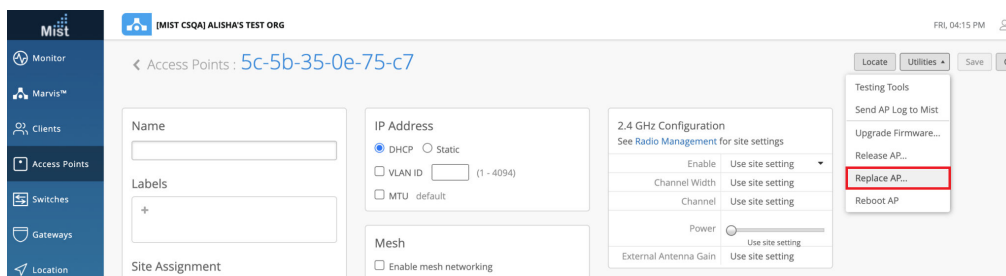 Mist
[MIST CSQA] ALISHA'S TEST ORG
FRI, 04:15 PM
Monitor
Marvis™
Clients
Access Points
Switches
Gateways
Location
< Access Points : 5c-5b-35-0e-75-c7
Locate
Utilities
Save
Testing Tools
Send AP Log to Mist
Upgrade Firmware...
Release AP...
Replace AP...
Reboot AP
Name
Labels
+
Site Assignment
IP Address
DHCP
Static
VLAN ID
(1 - 4094)
MTU default
Mesh
Enable mesh networking
2.4 GHz Configuration
See Radio Management for site settings
Enable Use site setting
Channel Width Use site setting
Channel Use site setting
Power
Use site setting
External Antenna Gain Use site setting